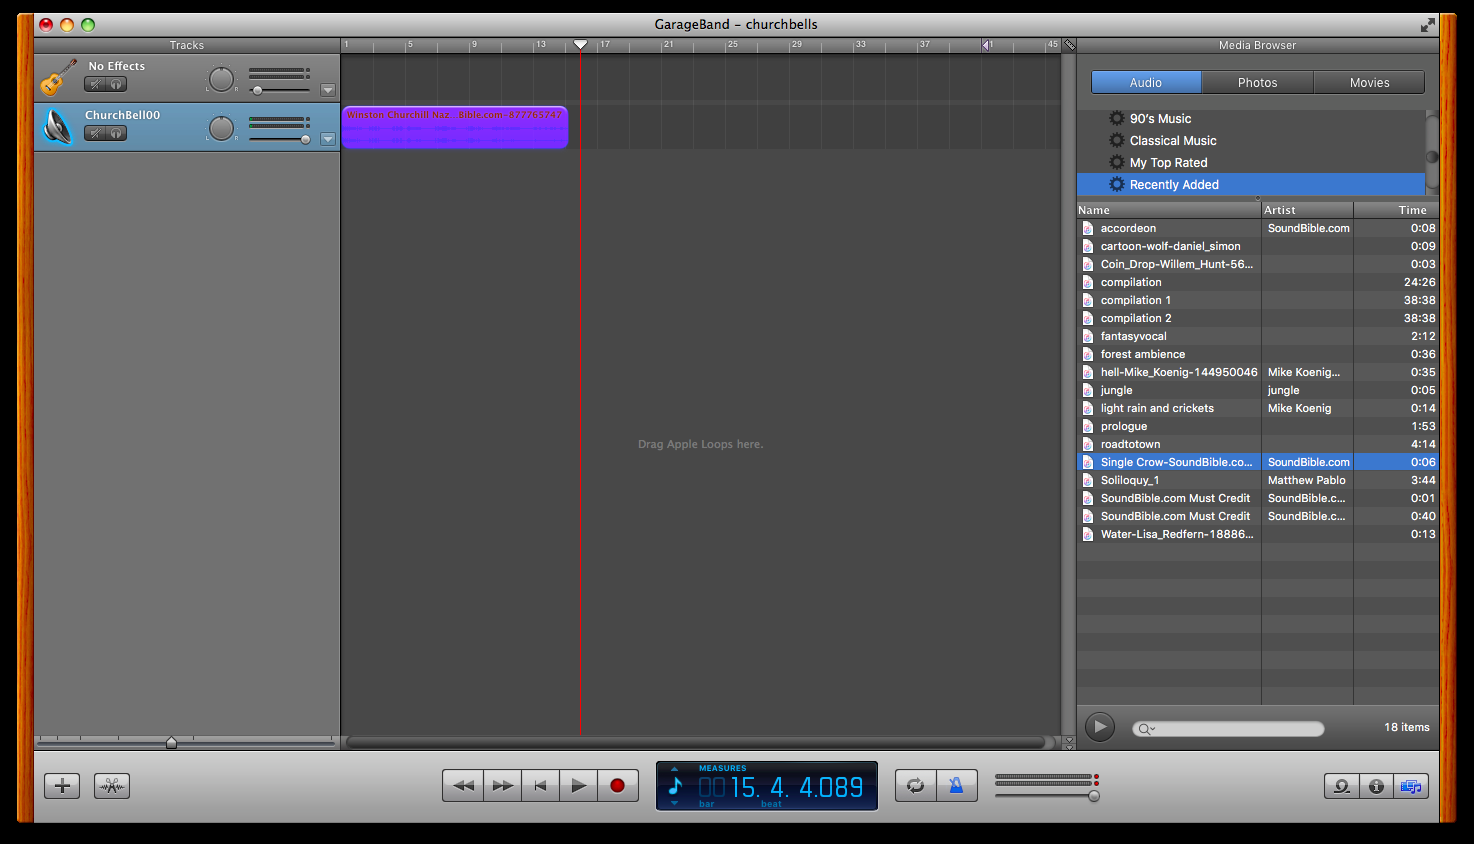 GarageBand – churchbells
Tracks
1 5 9 13 17 21 25 29 33 37 41 45
Media Browser
No Effects
L R
ChurchBell00
L R
Winston Churchill Naz...Bible.com-877765747
Drag Apple Loops here.
Audio Photos Movies
90's Music
Classical Music
My Top Rated
Recently Added
Name Artist Time
accordeon SoundBible.com 0:08
cartoon-wolf-daniel_simon 0:09
Coin_Drop-Willem_Hunt-56... 0:03
compilation 24:26
compilation 1 38:38
compilation 2 38:38
fantasyvocal 2:12
forest ambience 0:36
hell-Mike_Koenig-144950046 Mike Koenig... 0:35
jungle jungle 0:05
light rain and crickets Mike Koenig 0:14
prologue 1:53
roadtotown 4:14
Single Crow-SoundBible.co... SoundBible.com 0:06
Soliloquy_1 Matthew Pablo 3:44
SoundBible.com Must Credit SoundBible.c... 0:01
SoundBible.com Must Credit SoundBible.c... 0:40
Water-Lisa_Redfern-18886... 0:13
18 items
MEASURES
0015. 4. 4.089
bar beat